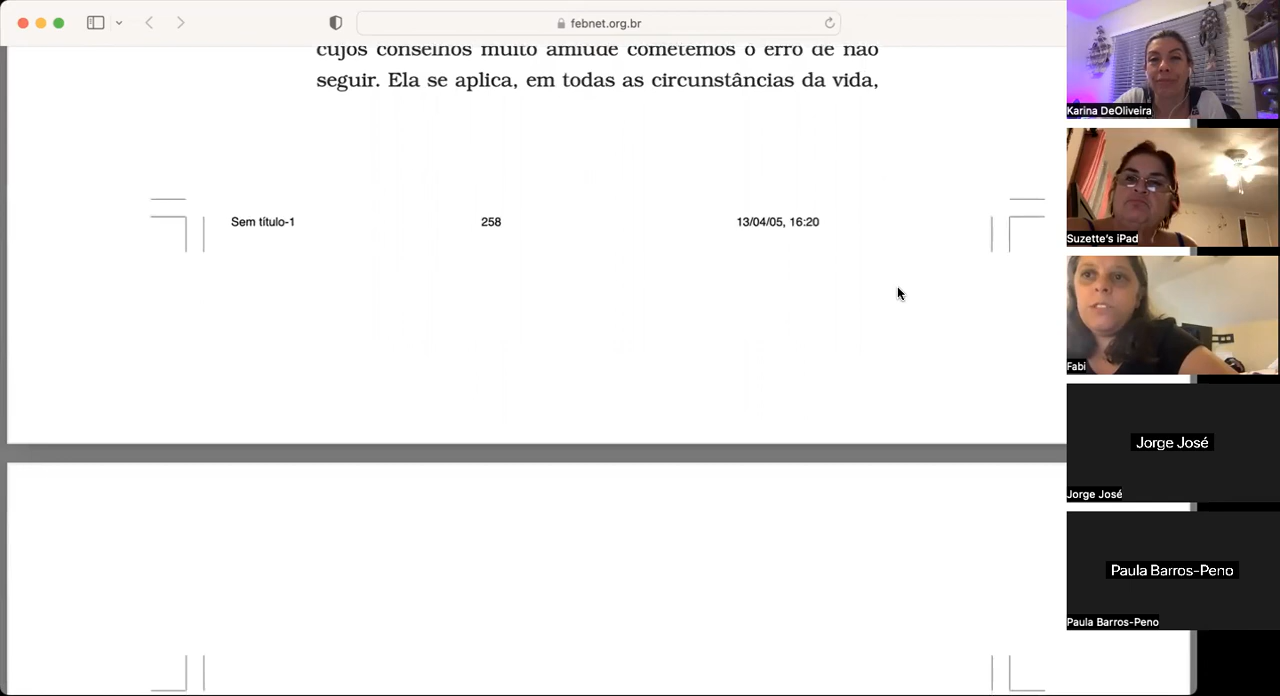 febnet.org.br
cujos conselhos muito amiúde cometemos o erro de não
seguir. Ela se aplica, em todas as circunstâncias da vida,
Sem título-1 258 13/04/05, 16:20
Karina DeOliveira
Suzette's iPad
Fabi
Jorge José
Jorge José
Paula Barros-Peno
Paula Barros-Peno